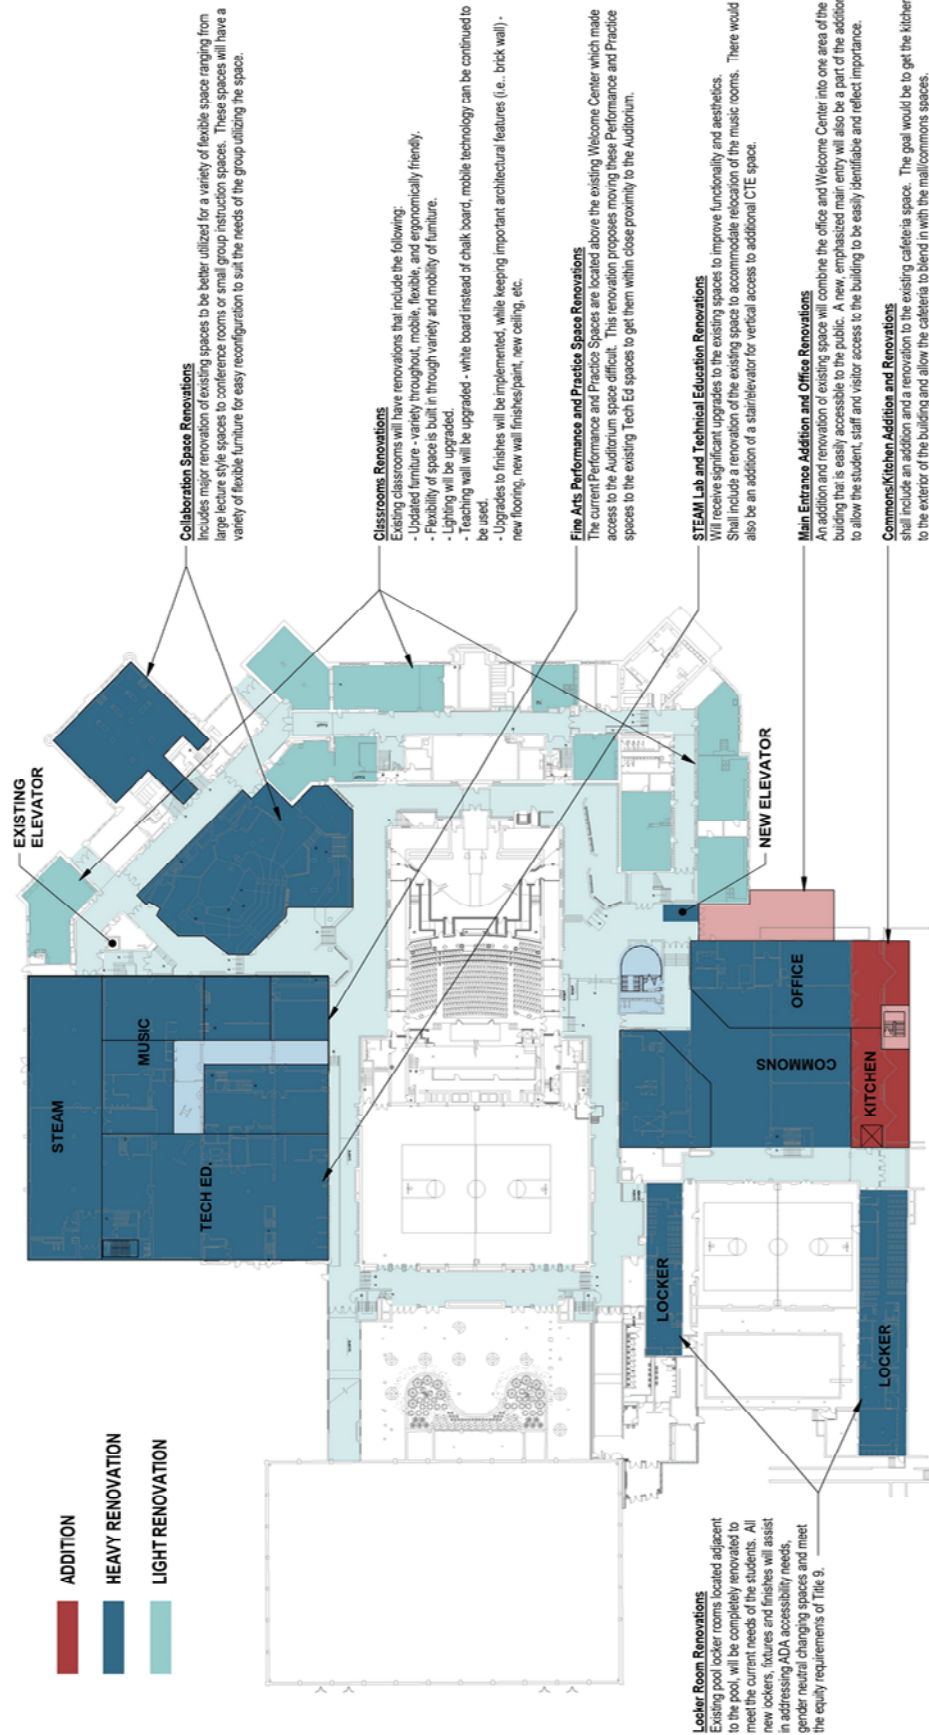 ADDITION
HEAVY RENOVATION
LIGHT RENOVATION
EXISTING
ELEVATOR
STEAM
MUSIC
TECH ED.
NEW ELEVATOR
OFFICE
COMMONS
KITCHEN
LOCKER
LOCKER
Collaboration Space Renovations
Includes major renovation of existing spaces to be better utilized for a variety of flexible space ranging from
large lecture style spaces to conference rooms or small group instruction spaces. These spaces will have a
variety of flexible furniture for easy reconfiguration to suit the needs of the group utilizing the space.
Classrooms Renovations
Existing classrooms will have renovations that include the following:
- Updated furniture - variety throughout, mobile, flexible, and ergonomically friendly.
- Flexibility of space is built in through variety and mobility of furniture.
- Lighting will be upgraded.
- Teaching wall will be upgraded - white board instead of chalk board, mobile technology can be continued to
be used.
- Upgrades to finishes will be implemented, while keeping important architectural features (i.e.. brick wall) -
new flooring, new wall finishes/paint, new ceiling, etc.
Fine Arts Performance and Practice Space Renovations
The current Performance and Practice Spaces are located above the existing Welcome Center which made
access to the Auditorium space difficult. This renovation proposes moving these Performance and Practice
spaces to the existing Tech Ed spaces to get them within close proximity to the Auditorium.
STEAM Lab and Technical Education Renovations
Will receive significant upgrades to the existing spaces to improve functionality and aesthetics.
Shall include a renovation of the existing space to accommodate relocation of the music rooms. There would
also be an addition of a stair/elevator for vertical access to additional CTE space.
Main Entrance Addition and Office Renovations
An addition and renovation of existing space will combine the office and Welcome Center into one area of the
building that is easily accessible to the public. A new, emphasized main entry will also be a part of the addition
to allow the student, staff and visitor access to the building to be easily identifiable and reflect importance.
Commons/Kitchen Addition and Renovations
shall include an addition and a renovation to the existing cafeteria space. The goal would be to get the kitchen
to the exterior of the building and allow the cafeteria to blend in with the mall/commons spaces.
Locker Room Renovations
Existing pool locker rooms located adjacent
to the pool, will be completely renovated to
meet the current needs of the students. All
new lockers, fixtures and finishes will assist
in addressing ADA accessibility needs,
gender neutral changing spaces and meet
the equity requirements of Title 9.